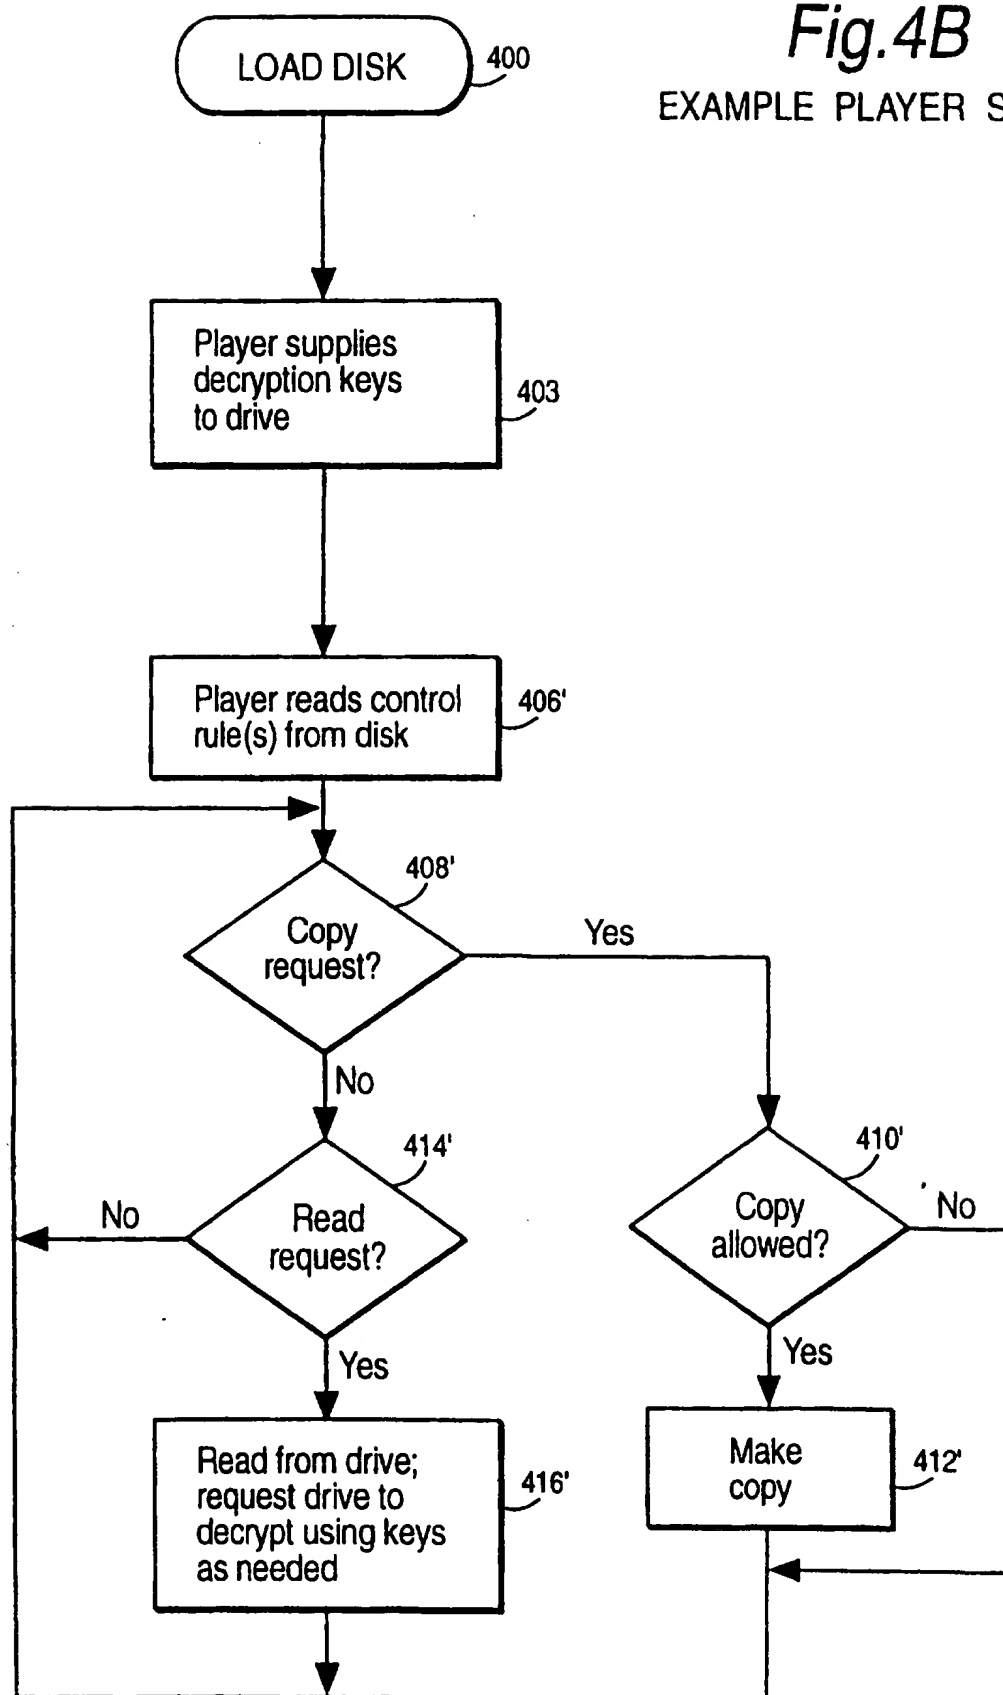 Fig.4B
EXAMPLE PLAYER
LOAD DISK
400
Player supplies
decryption keys
to drive
403
Player reads control
rule(s) from disk
406'
408'
Copy
request?
Yes
No
414'
Read
request?
No
Yes
410'
Copy
allowed?
No
Yes
Read from drive;
request drive to
decrypt using keys
as needed
416'
Make
copy
412'